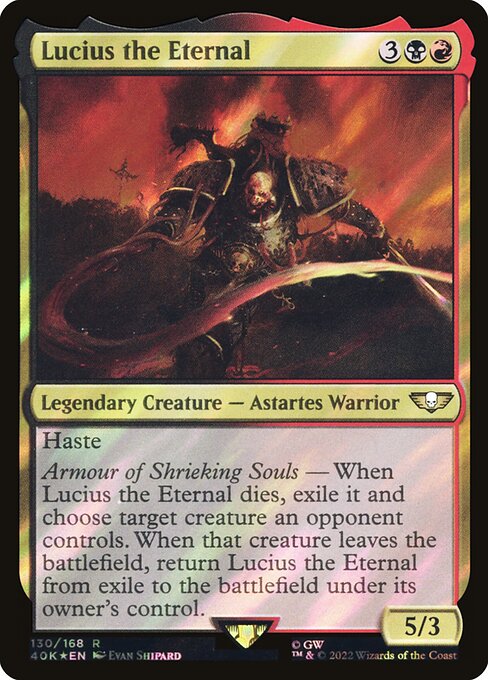 Lucius the Eternal 3
Legendary Creature — Astartes Warrior
Haste
Armour of Shrieking Souls — When
Lucius the Eternal dies, exile it and
choose target creature an opponent
controls. When that creature leaves the
battlefield, return Lucius the Eternal
from exile to the battlefield under its
owner's control.
5/3
130/168 R
40K★EN Evan Shipard
© GW
™ & © 2022 Wizards of the Coast